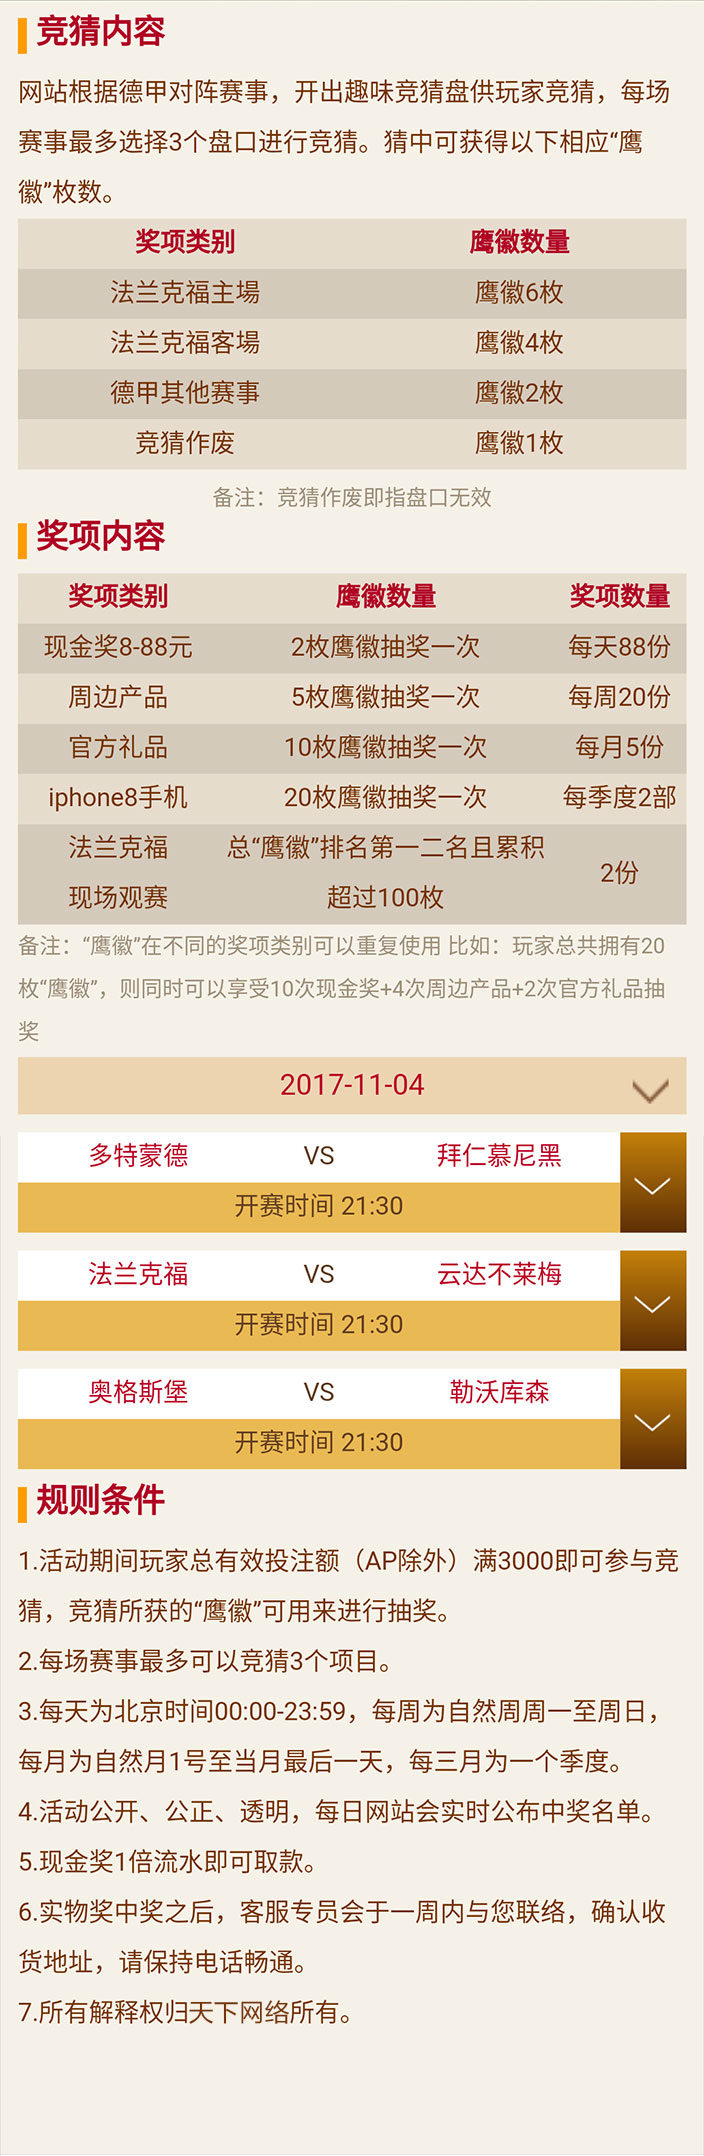 竞猜内容
网站根据德甲对阵赛事，开出趣味竞猜盘供玩家竞猜，每场
赛事最多选择3个盘口进行竞猜。猜中可获得以下相应“鹰
徽”枚数。
奖项类别 鹰徽数量
法兰克福主場 鹰徽6枚
法兰克福客場 鹰徽4枚
德甲其他赛事 鹰徽2枚
竞猜作废 鹰徽1枚
备注：竞猜作废即指盘口无效
奖项内容
奖项类别 鹰徽数量 奖项数量
现金奖8-88元 2枚鹰徽抽奖一次 每天88份
周边产品 5枚鹰徽抽奖一次 每周20份
官方礼品 10枚鹰徽抽奖一次 每月5份
iphone8手机 20枚鹰徽抽奖一次 每季度2部
法兰克福 总“鹰徽”排名第一二名且累积
现场观赛 超过100枚 2份
备注：“鹰徽”在不同的奖项类别可以重复使用 比如：玩家总共拥有20
枚“鹰徽”，则同时可以享受10次现金奖+4次周边产品+2次官方礼品抽
奖
2017-11-04
多特蒙德 VS 拜仁慕尼黑
开赛时间 21:30
法兰克福 VS 云达不莱梅
开赛时间 21:30
奥格斯堡 VS 勒沃库森
开赛时间 21:30
规则条件
1.活动期间玩家总有效投注额（AP除外）满3000即可参与竞
猜，竞猜所获的“鹰徽”可用来进行抽奖。
2.每场赛事最多可以竞猜3个项目。
3.每天为北京时间00:00-23:59，每周为自然周周一至周日，
每月为自然月1号至当月最后一天，每三月为一个季度。
4.活动公开、公正、透明，每日网站会实时公布中奖名单。
5.现金奖1倍流水即可取款。
6.实物奖中奖之后，客服专员会于一周内与您联络，确认收
货地址，请保持电话畅通。
7.所有解释权归天下网络所有。